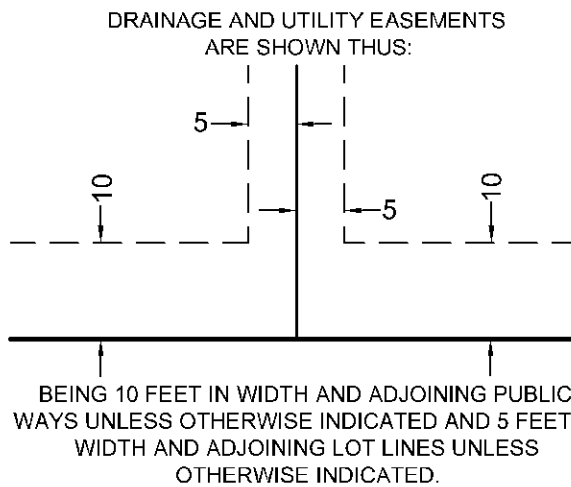 DRAINAGE AND UTILITY EASEMENTS
ARE SHOWN THUS:
5
10
10
5
BEING 10 FEET IN WIDTH AND ADJOINING PUBLIC
WAYS UNLESS OTHERWISE INDICATED AND 5 FEET
WIDTH AND ADJOINING LOT LINES UNLESS
OTHERWISE INDICATED.